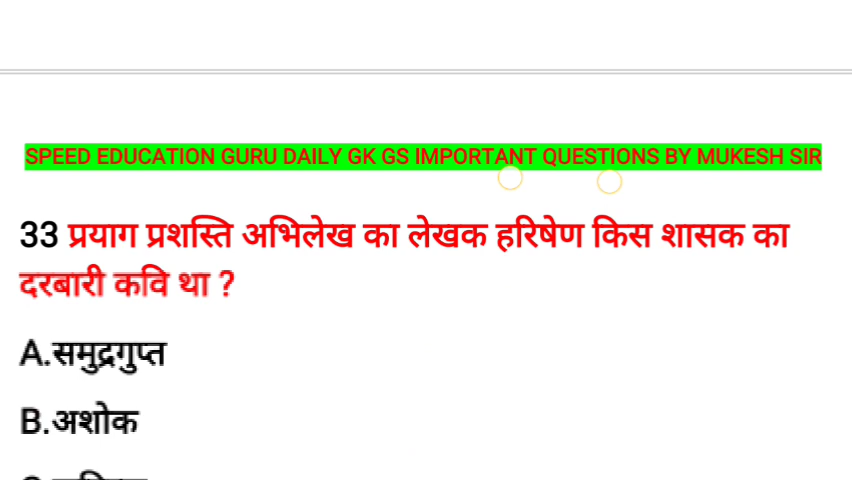 SPEED EDUCATION GURU DAILY GK GS IMPORTANT QUESTIONS BY MUKESH SIR
33 प्रयाग प्रशस्ति अभिलेख का लेखक हरिषेण किस शासक का
दरबारी कवि था ?
A.समुद्रगुप्त
B.अशोक